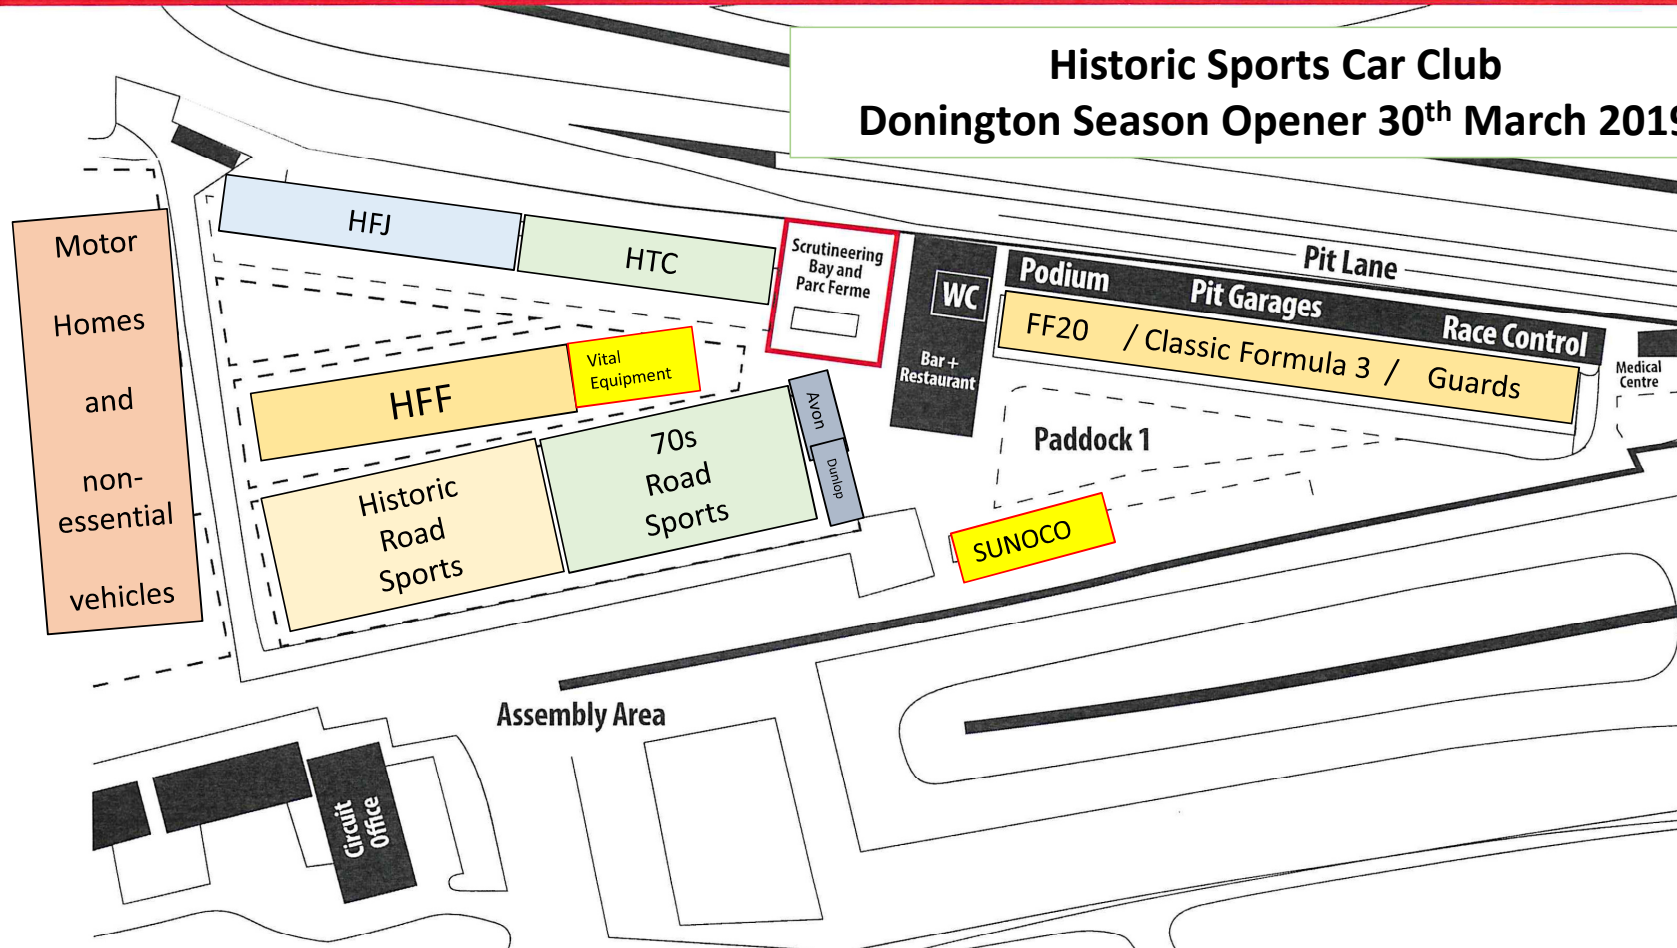 Historic Sports Car Club
Donington Season Opener 30th March 2019
HFJ
HTC
Scrutineering
Bay and
Parc Ferme
WC
Bar +
Restaurant
Pit Lane
Podium
Pit Garages
Race Control
FF20 / Classic Formula 3 / Guards
Medical
Centre
Motor
Homes
and
non-
essential
vehicles
HFF
Vital
Equipment
Avon
Dunlop
Historic
Road
Sports
70s
Road
Sports
Paddock 1
SUNOCO
Assembly Area
Circuit
Office